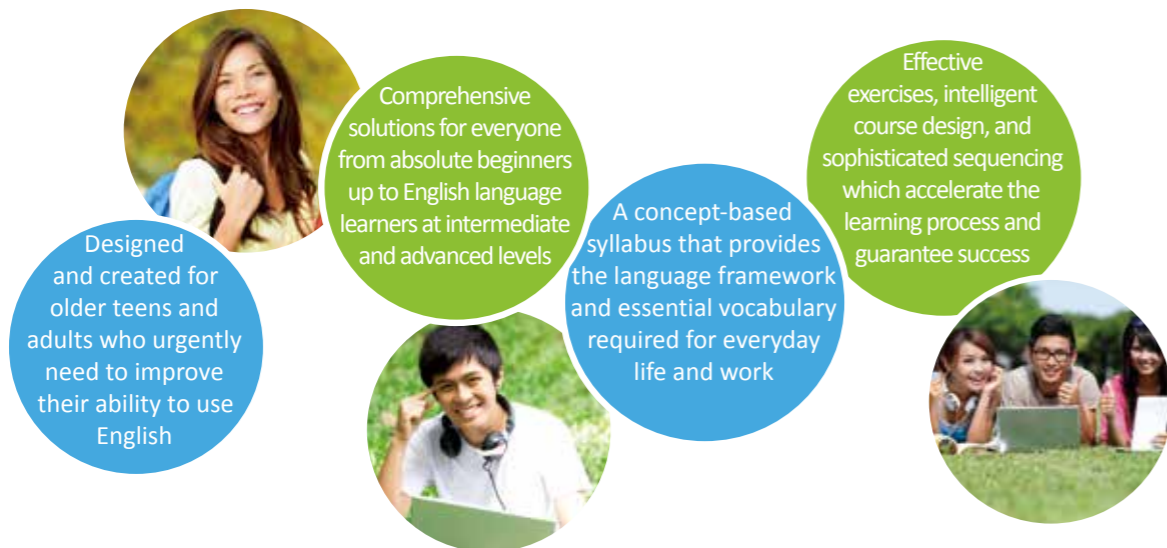 Designed
and created for
older teens and
adults who urgently
need to improve
their ability to use
English
Comprehensive
solutions for everyone
from absolute beginners
up to English language
learners at intermediate
and advanced levels
A concept-based
syllabus that provides
the language framework
and essential vocabulary
required for everyday
life and work
Effective
exercises, intelligent
course design, and
sophisticated sequencing
which accelerate the
learning process and
guarantee success